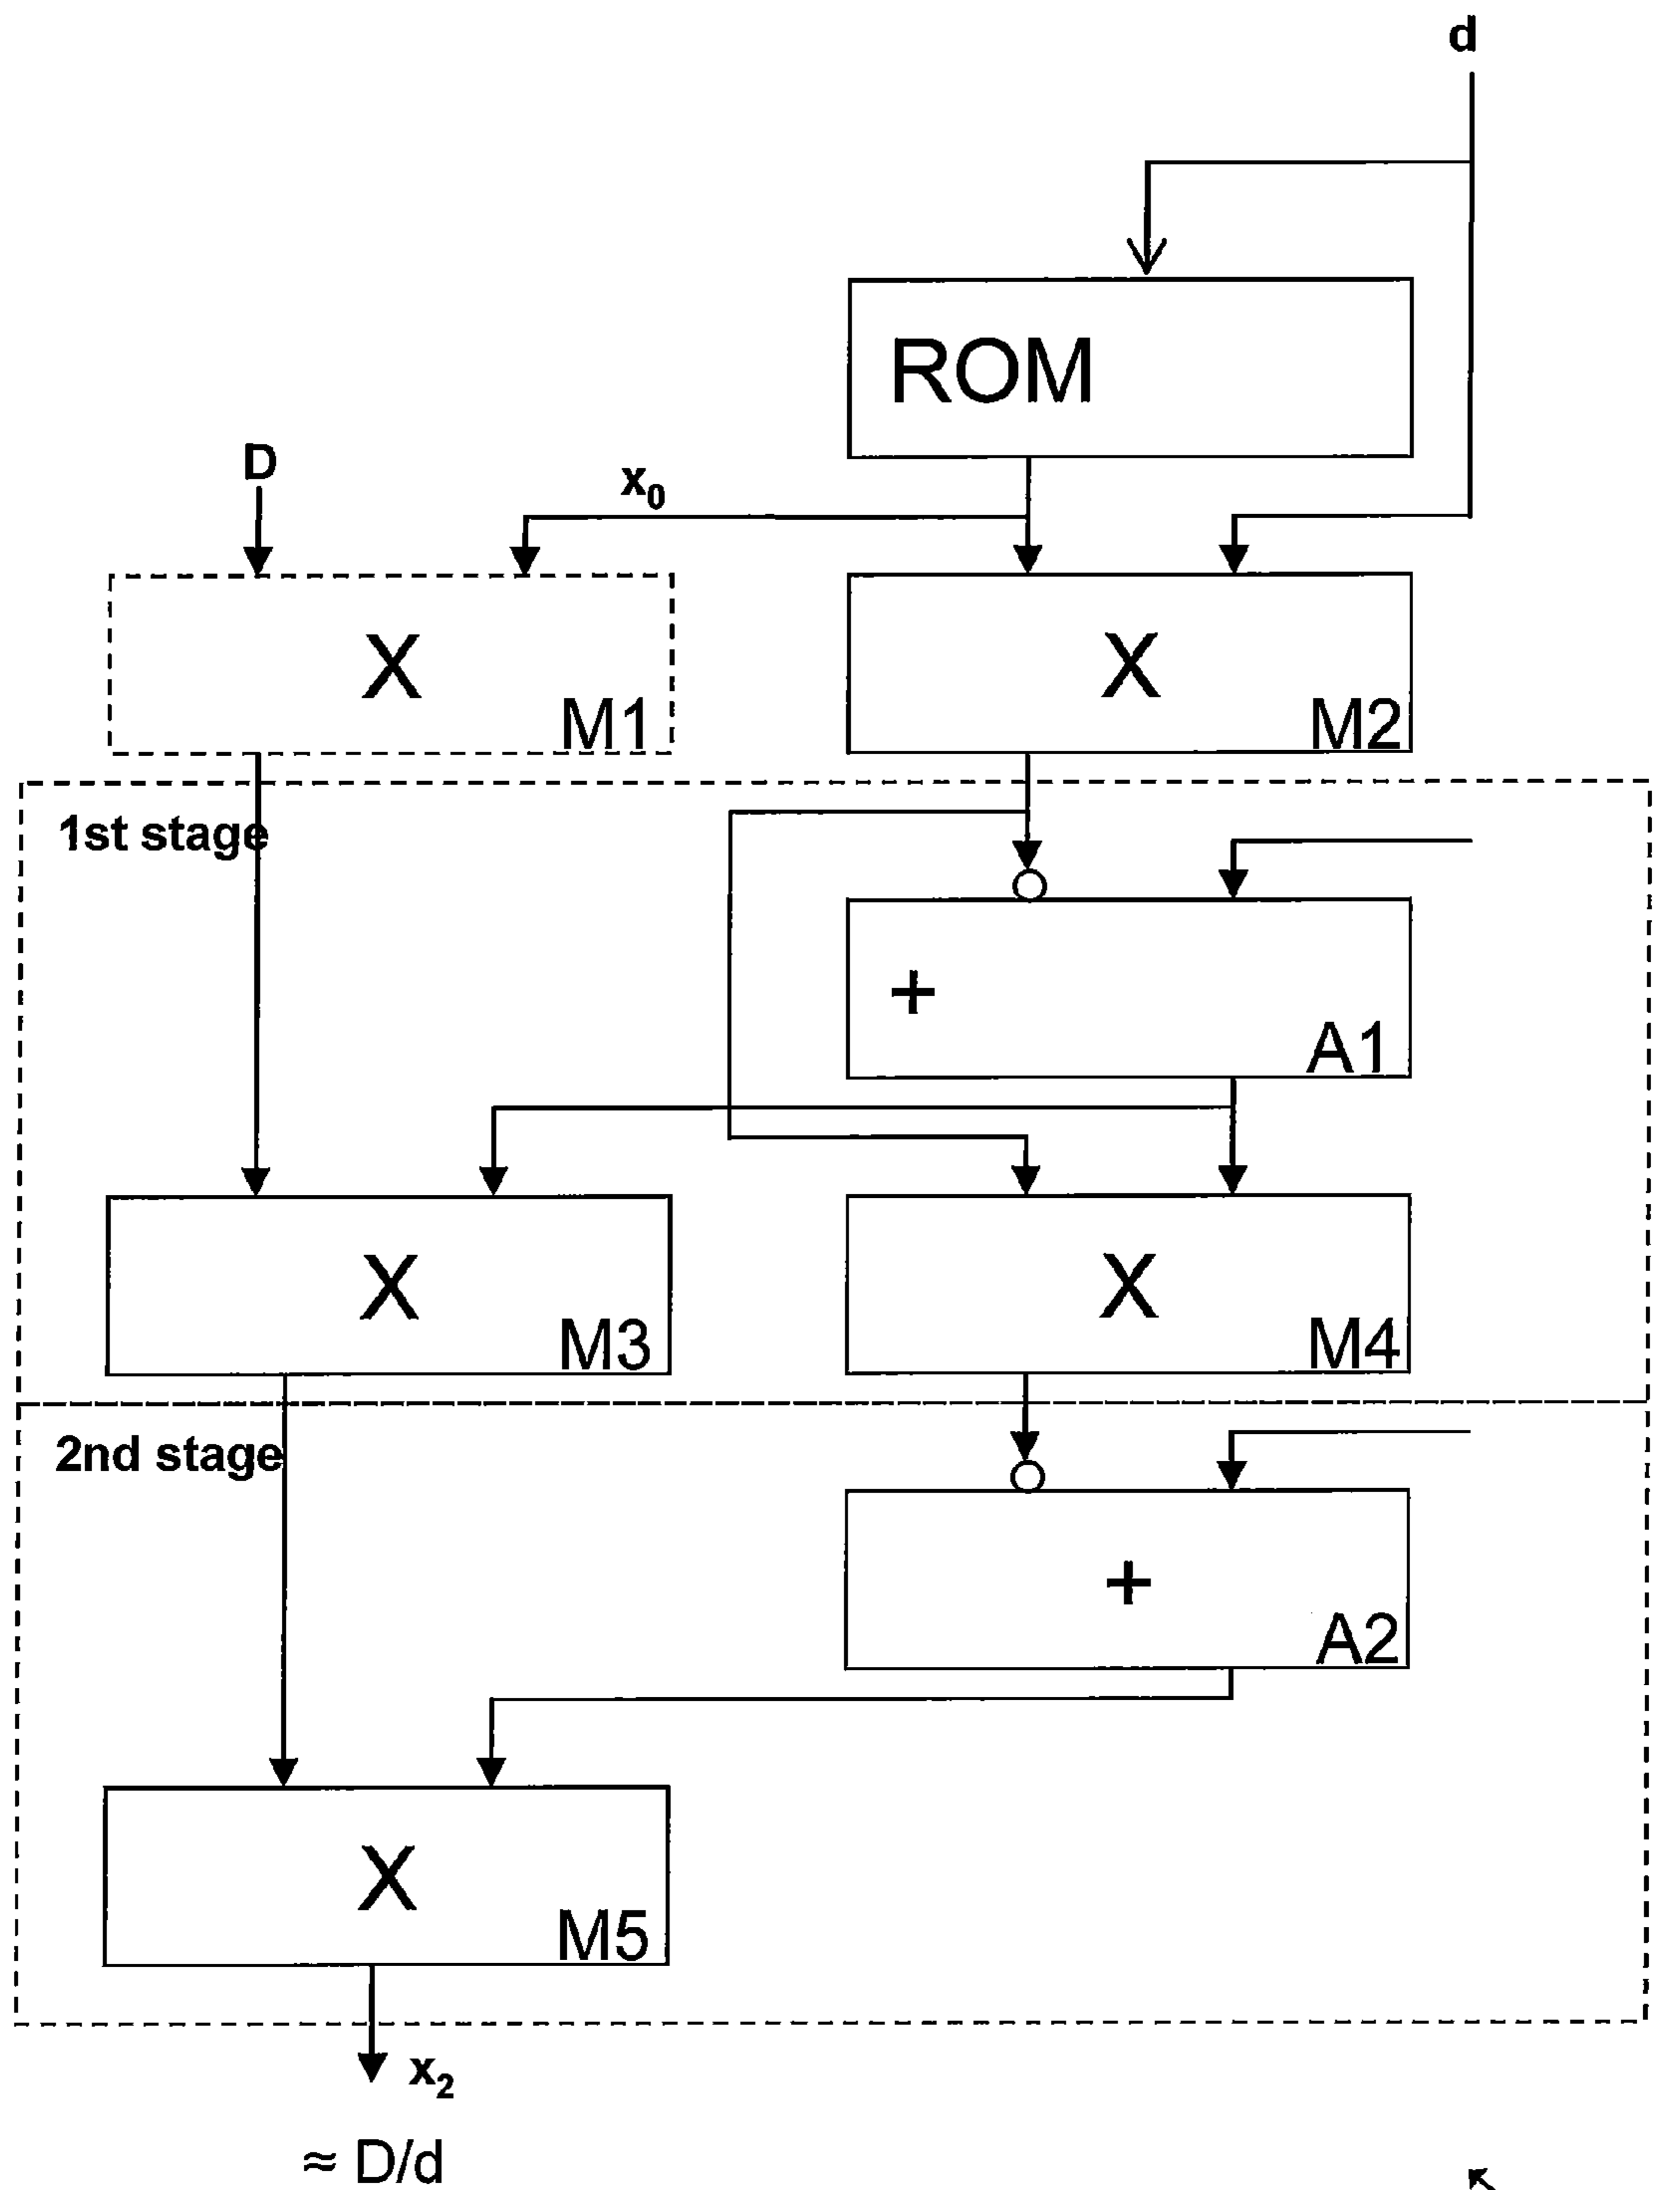 d
ROM
D
x₀
X
M1
X
M2
1st stage
+
A1
X
M3
X
M4
2nd stage
+
A2
X
M5
x₂
≈ D/d